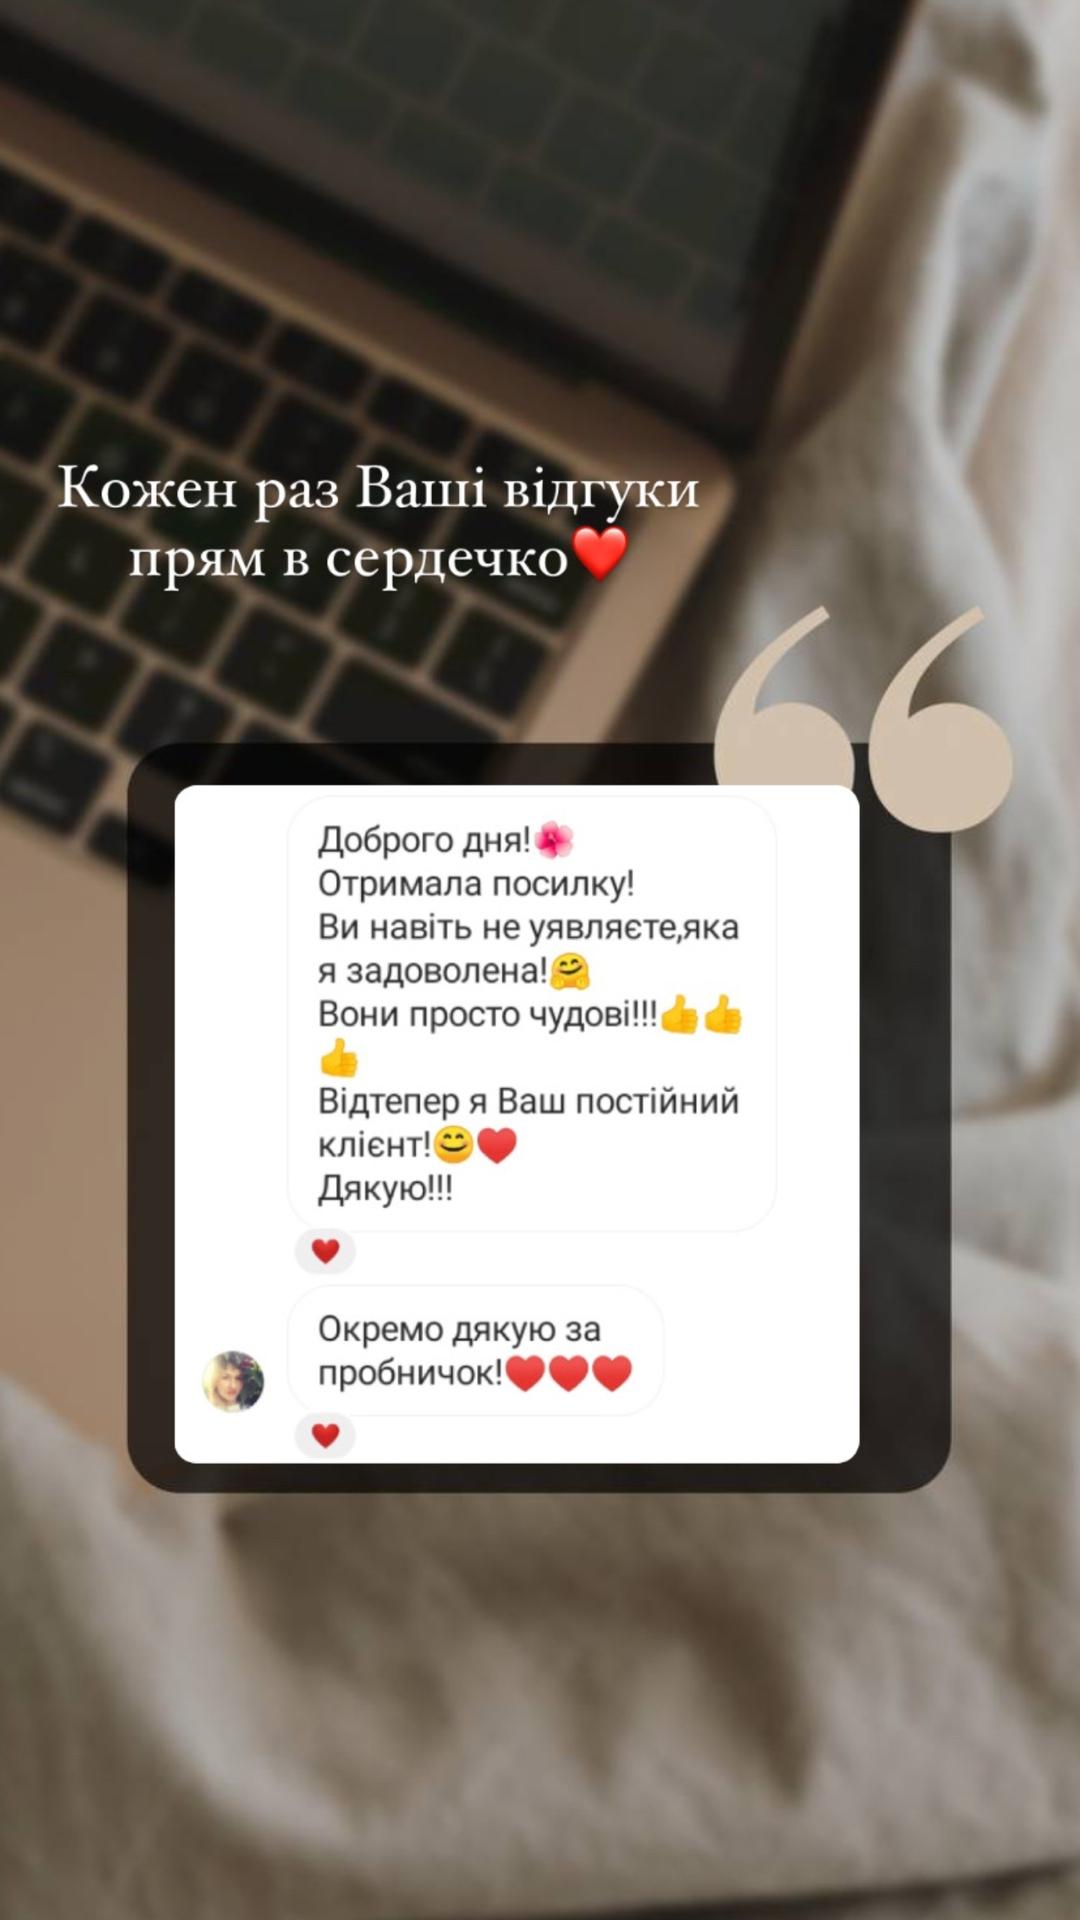 Кожен раз Ваші відгуки
прям в сердечко❤️
Доброго дня!🌺
Отримала посилку!
Ви навіть не уявляєте,яка
я задоволена!🤗
Вони просто чудові!!!👍👍
👍
Відтепер я Ваш постійний
клієнт!😊❤️
Дякую!!!
❤️
Окремо дякую за
пробничок!❤️❤️❤️
❤️